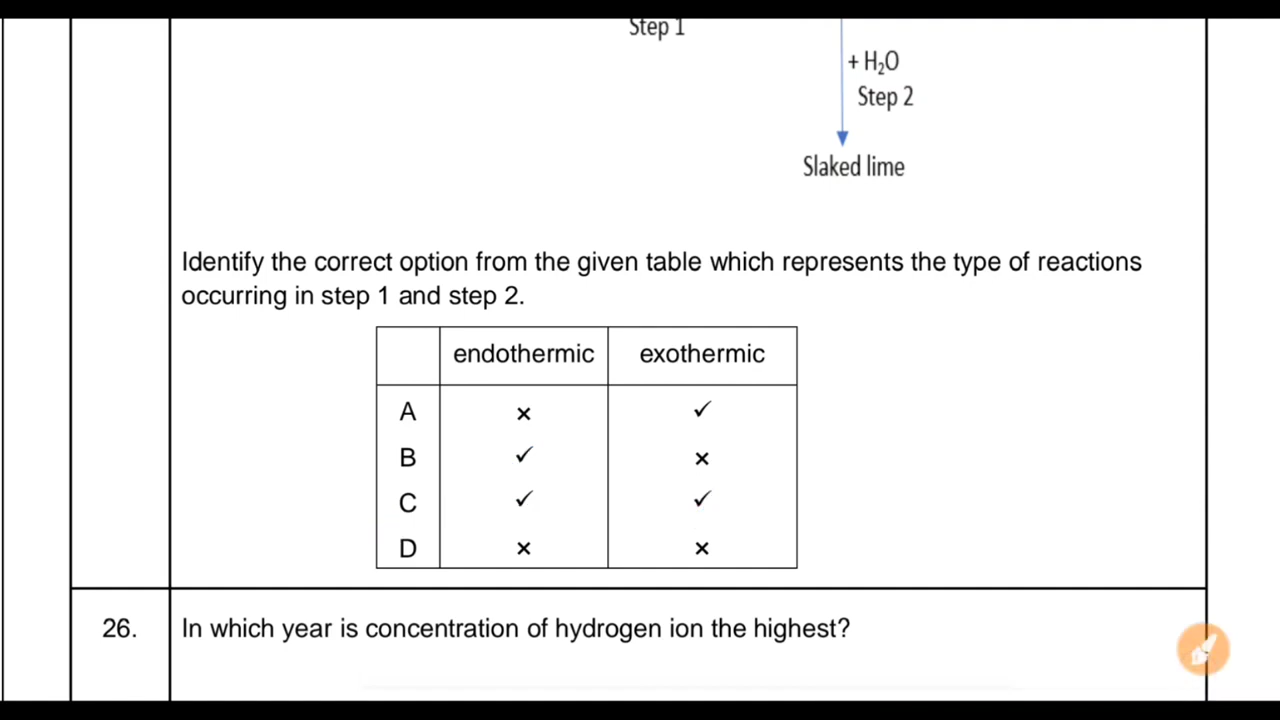 Step 1
+ H₂O
Step 2
Slaked lime
Identify the correct option from the given table which represents the type of reactions
occurring in step 1 and step 2.
endothermic exothermic
A × ✓
B ✓ ×
C ✓ ✓
D × ×
26. In which year is concentration of hydrogen ion the highest?